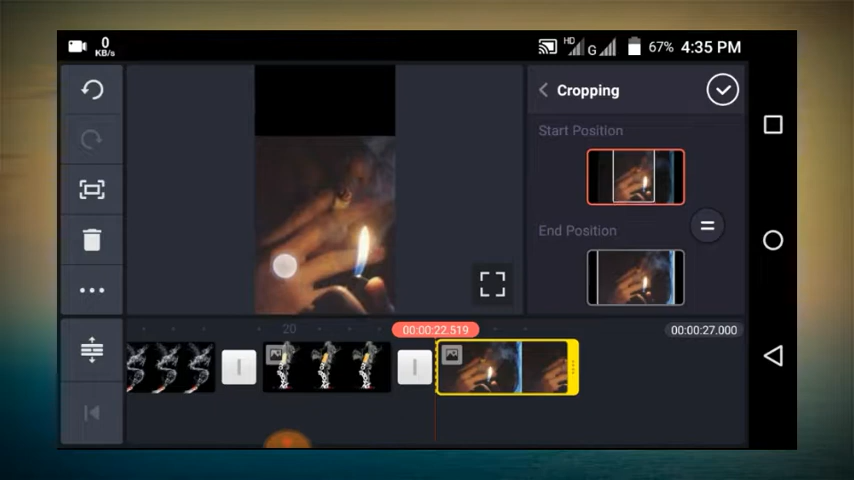 0
KB/s
HD
G
67%
4:35 PM
Cropping
Start Position
End Position
20
00:00:22.519
00:00:27.000